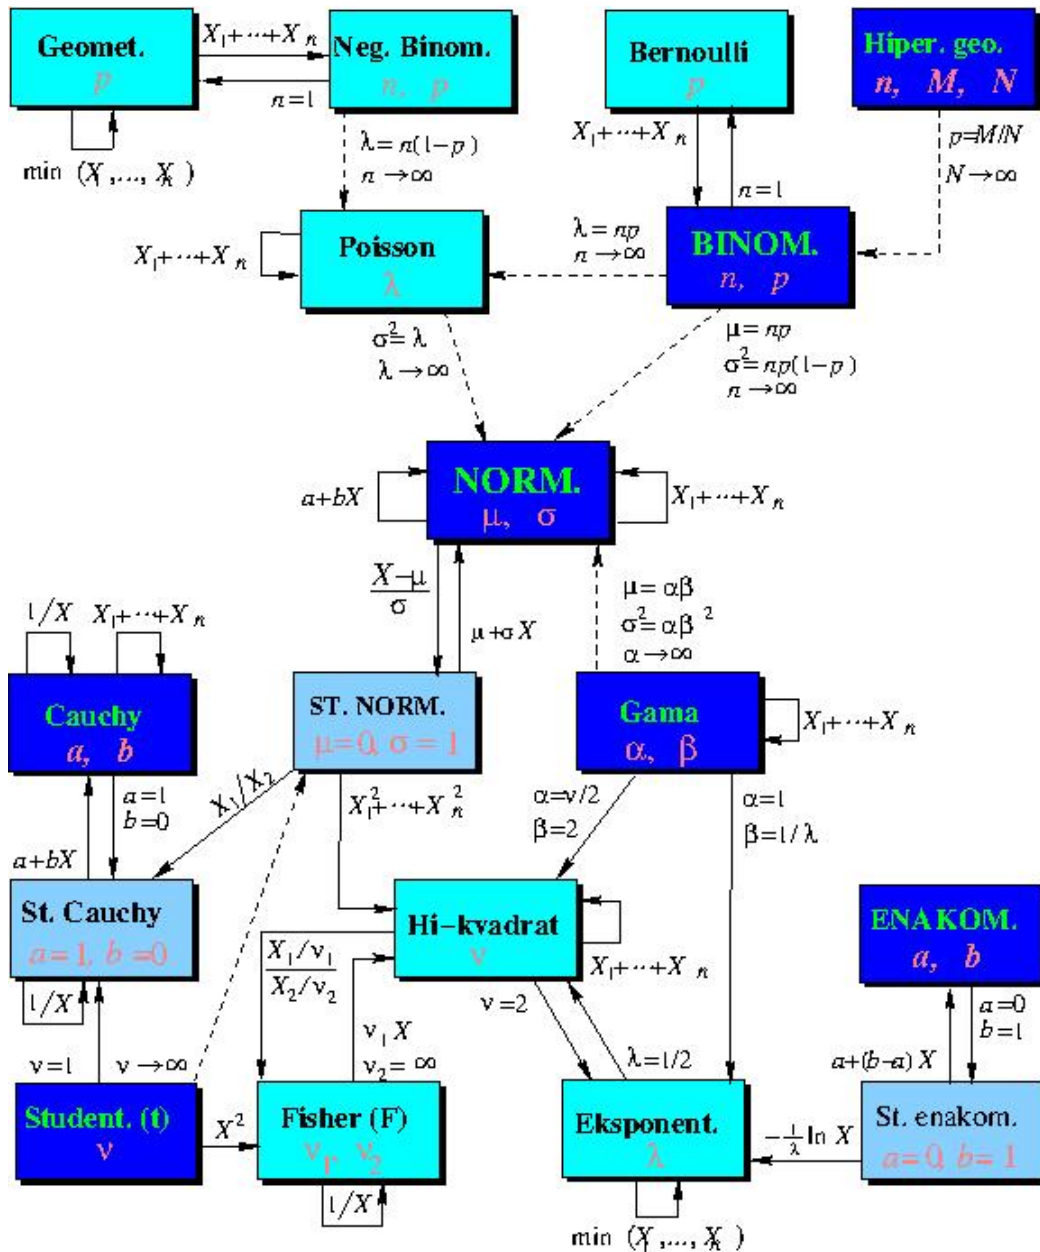 Geomet.
p
X₁+···+Xₙ
n=1
min (X₁,..., Xₙ)
Neg. Binom.
n, p
λ=n(1−p)
n→∞
Bernoulli
p
X₁+···+Xₙ
n=1
Hiper. geo.
n, M, N
p=M/N
N→∞
X₁+···+Xₙ
Poisson
λ
λ=np
n→∞
BINOM.
n, p
σ²=λ
λ→∞
μ=np
σ²=np(1−p)
n→∞
a+bX
NORM.
μ, σ
X₁+···+Xₙ
X−μ
σ
μ+σX
μ=αβ
σ²=αβ²
α→∞
1/X
X₁+···+Xₙ
Cauchy
a, b
ST. NORM.
μ=0, σ=1
Gama
α, β
X₁+···+Xₙ
a+bX
a=1
b=0
X₁/X₂
X₁²+···+Xₙ²
α=ν/2
β=2
α=1
β=1/λ
St. Cauchy
a=1, b=0
1/X
Hi−kvadrat
ν
X₁+···+Xₙ
ENAKOM.
a, b
X₁/ν₁
X₂/ν₂
ν₁X
ν₂=∞
ν=2
λ=1/2
a+(b−a)X
a=0
b=1
ν=1
ν→∞
Student. (t)
ν
X²
Fisher (F)
ν₁, ν₂
1/X
Eksponent.
λ
min (X₁,..., Xₙ)
−1/λ ln X
St. enakom.
a=0, b=1